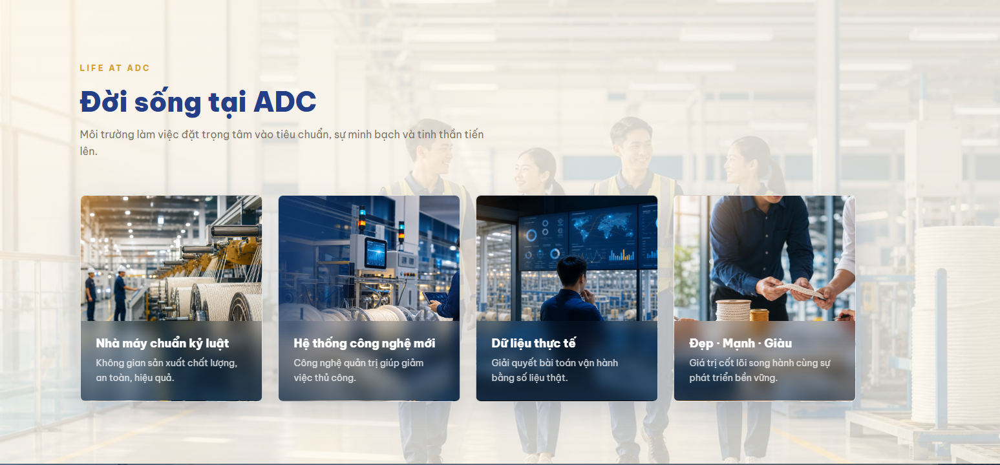 LIFE AT ADC
Đời sống tại ADC
Môi trường làm việc đặt trọng tâm vào tiêu chuẩn, sự minh bạch và tinh thần tiến
lên.
Nhà máy chuẩn kỷ luật
Không gian sản xuất chất lượng,
an toàn, hiệu quả.
Hệ thống công nghệ mới
Công nghệ quản trị giúp giảm
việc thủ công.
Dữ liệu thực tế
Giải quyết bài toán vận hành
bằng số liệu thật.
Đẹp · Mạnh · Giàu
Giá trị cốt lõi song hành cùng sự
phát triển bền vững.